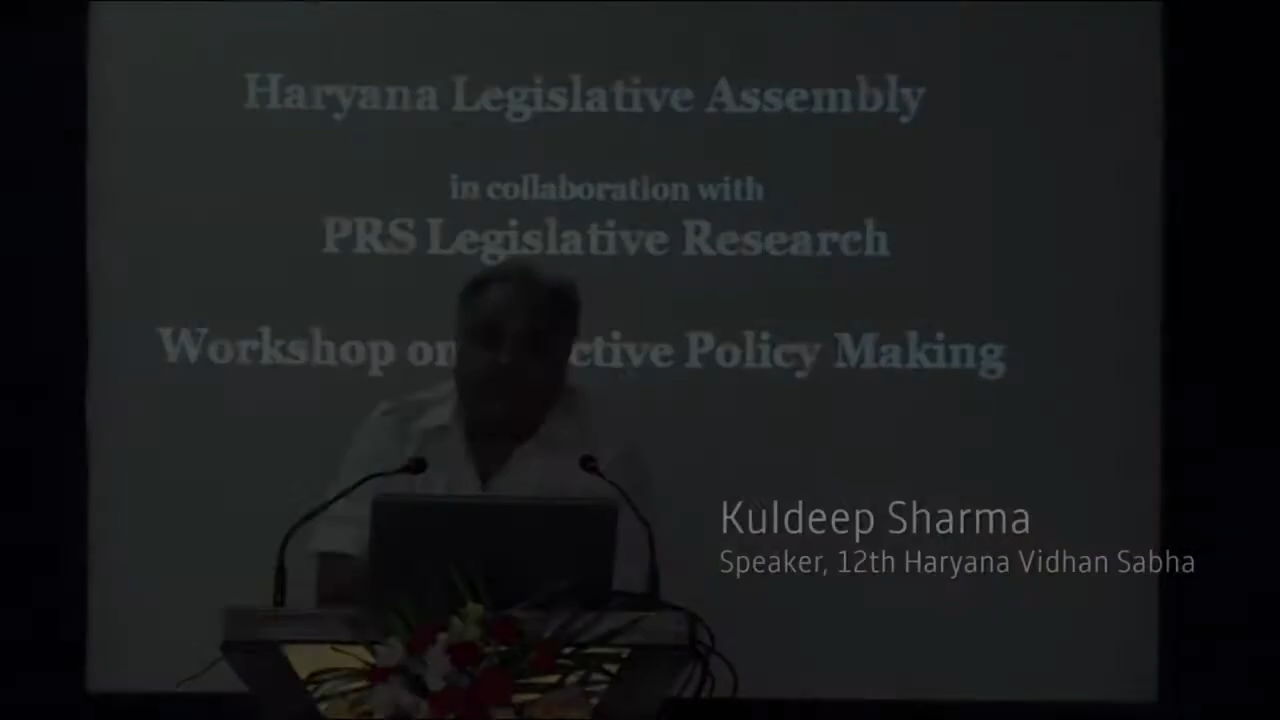 Haryana Legislative Assembly
in collaboration with
PRS Legislative Research
Workshop on ctive Policy Making
Kuldeep Sharma
Speaker, 12th Haryana Vidhan Sabha